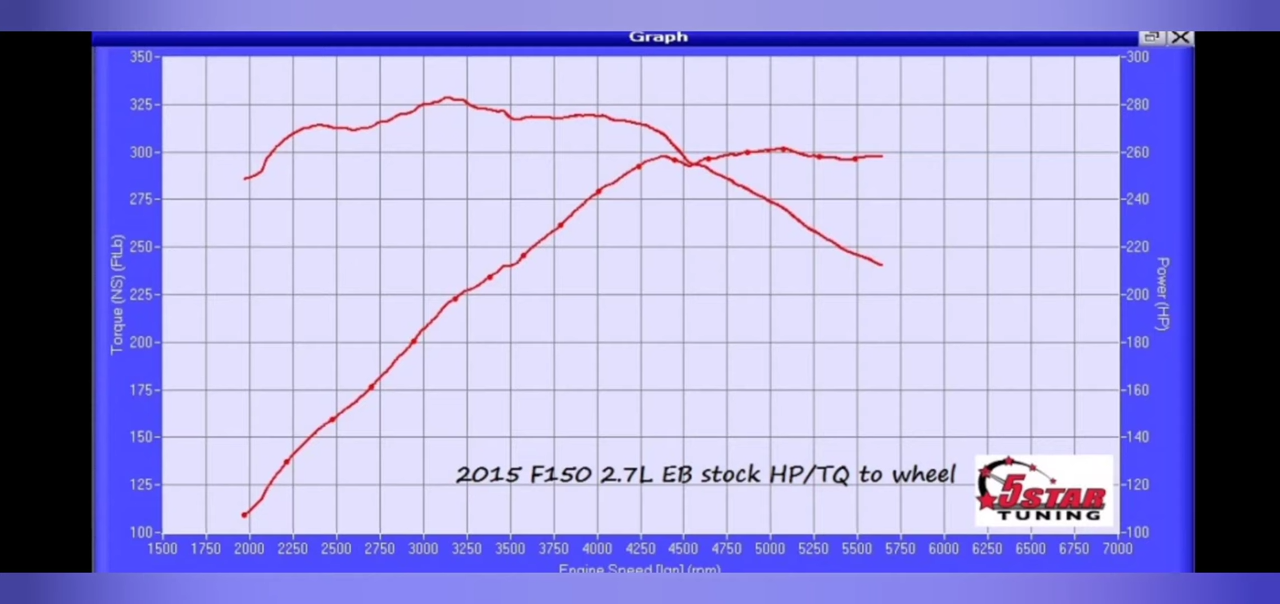 Graph
350
300
325
280
300
260
275
240
250
220
225
200
200
180
175
160
150
140
125
120
100
100
Torque (NS) (FtLb)
Power (HP)
2015 F150 2.7L EB stock HP/TQ to wheel
5STAR
TUNING
1500 1750 2000 2250 2500 2750 3000 3250 3500 3750 4000 4250 4500 4750 5000 5250 5500 5750 6000 6250 6500 6750 7000
Engine Speed [Ign] (rpm)